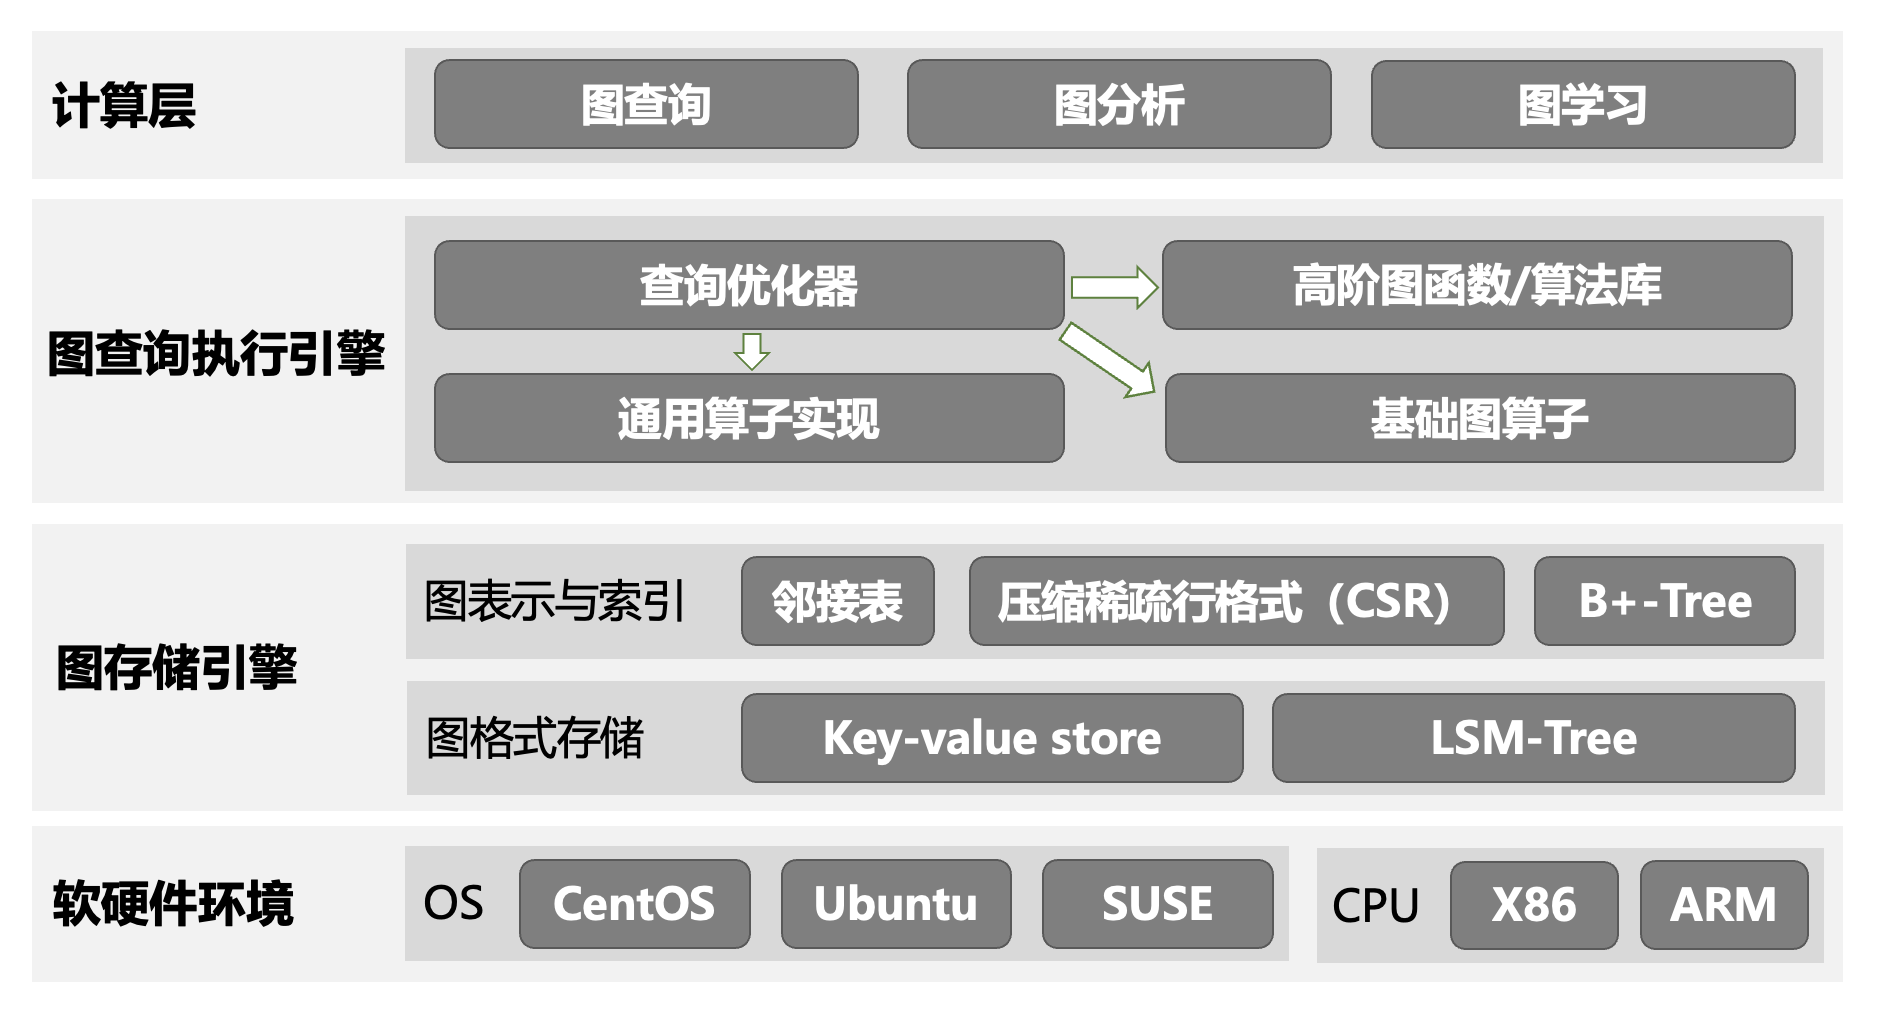 计算层
图查询
图分析
图学习
图查询执行引擎
查询优化器
高阶图函数/算法库
通用算子实现
基础图算子
图存储引擎
图表示与索引
邻接表
压缩稀疏行格式（CSR）
B+-Tree
图格式存储
Key-value store
LSM-Tree
软硬件环境
OS
CentOS
Ubuntu
SUSE
CPU
X86
ARM